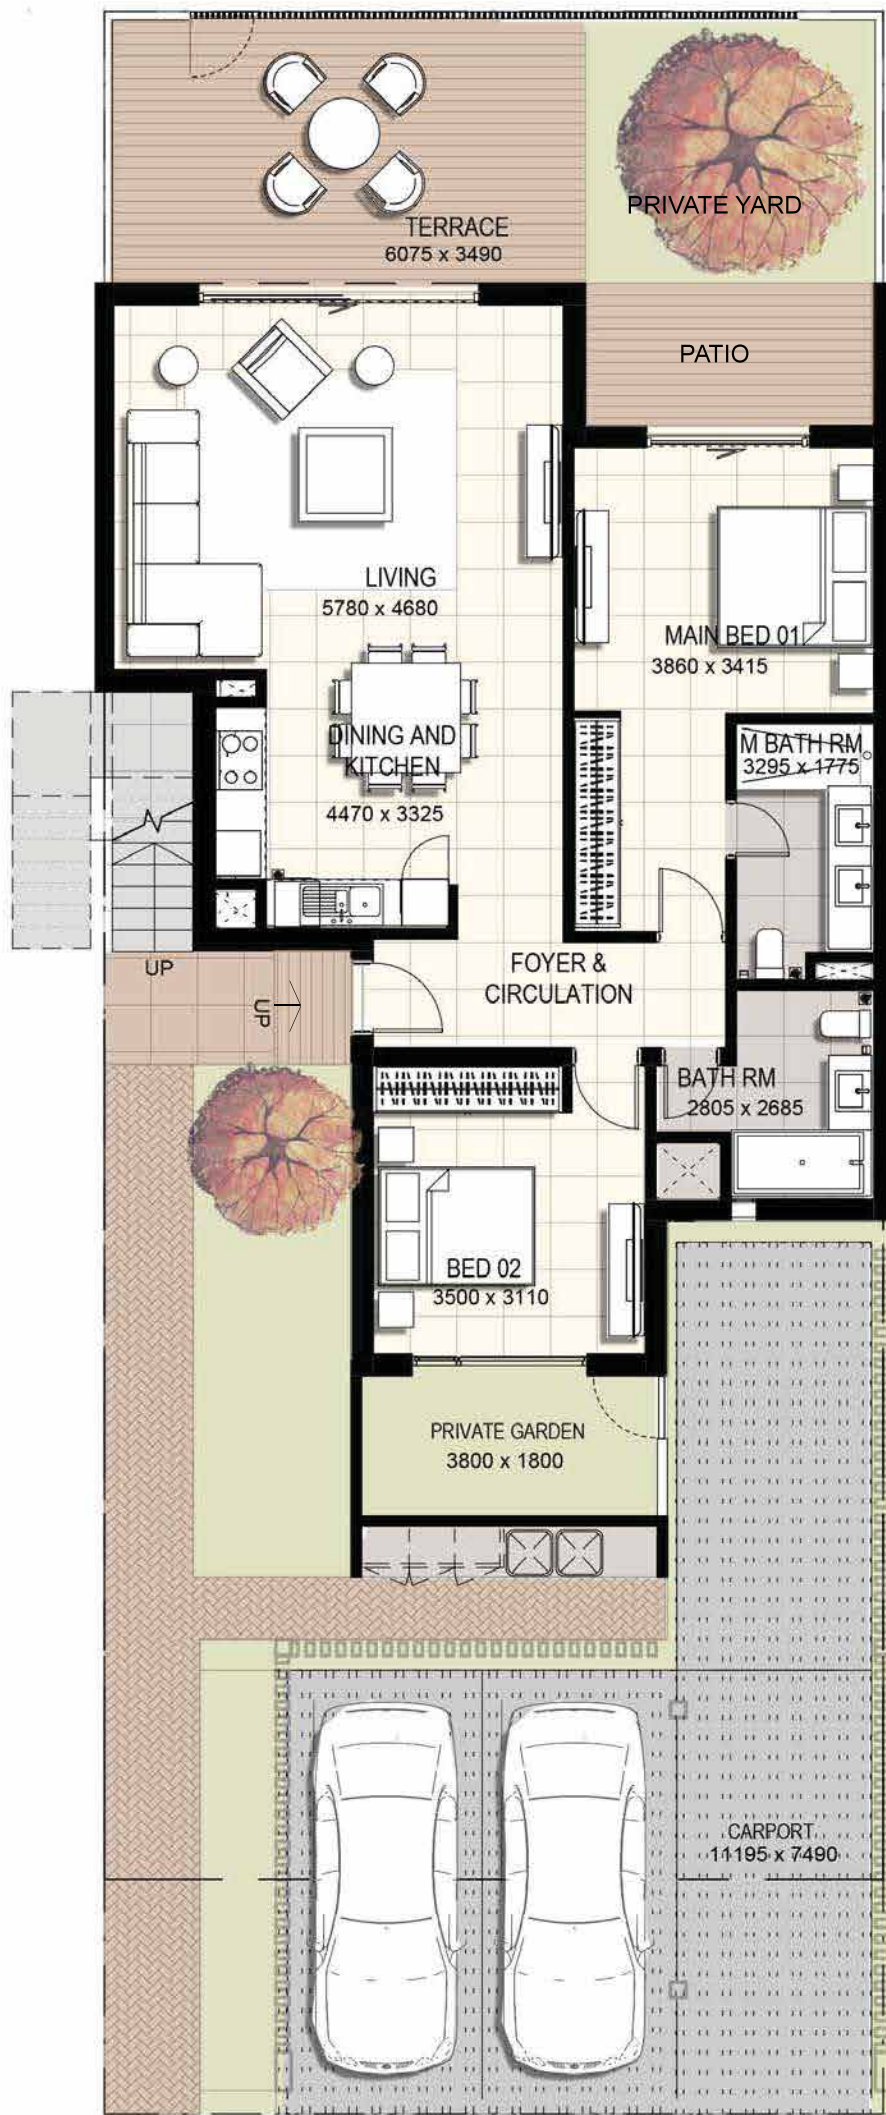 TERRACE
6075 x 3490
PRIVATE YARD
PATIO
LIVING
5780 x 4680
MAIN BED 01
3860 x 3415
DINING AND
KITCHEN
4470 x 3325
M BATH RM
3295 x 1775
UP
UP
FOYER &
CIRCULATION
BATH RM
2805 x 2685
BED 02
3500 x 3110
PRIVATE GARDEN
3800 x 1800
CARPORT
11195 x 7490